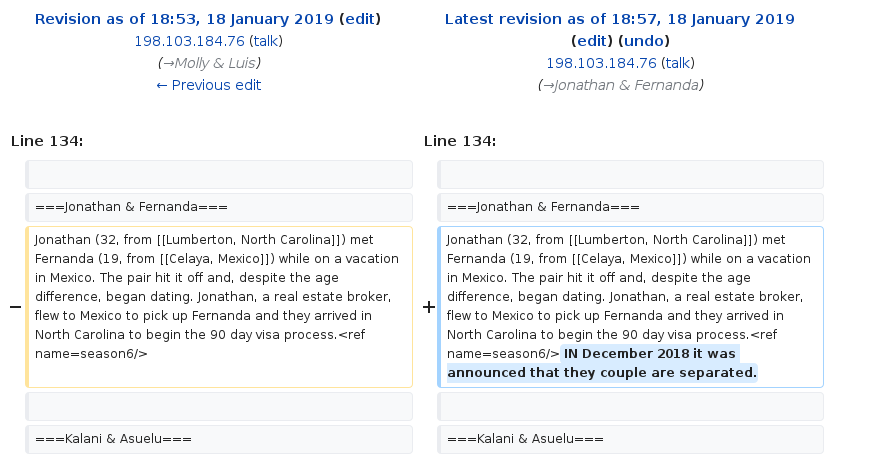 Revision as of 18:53, 18 January 2019 (edit)
198.103.184.76 (talk)
(→Molly & Luis)
← Previous edit
Latest revision as of 18:57, 18 January 2019
(edit) (undo)
198.103.184.76 (talk)
(→Jonathan & Fernanda)
Line 134:
Line 134:
===Jonathan & Fernanda===
===Jonathan & Fernanda===
−
Jonathan (32, from [[Lumberton, North Carolina]]) met
Fernanda (19, from [[Celaya, Mexico]]) while on a vacation
in Mexico. The pair hit it off and, despite the age
difference, began dating. Jonathan, a real estate broker,
flew to Mexico to pick up Fernanda and they arrived in
North Carolina to begin the 90 day visa process.<ref
name=season6/>
+
Jonathan (32, from [[Lumberton, North Carolina]]) met
Fernanda (19, from [[Celaya, Mexico]]) while on a vacation
in Mexico. The pair hit it off and, despite the age
difference, began dating. Jonathan, a real estate broker,
flew to Mexico to pick up Fernanda and they arrived in
North Carolina to begin the 90 day visa process.<ref
name=season6/> IN December 2018 it was
announced that they couple are separated.
===Kalani & Asuelu===
===Kalani & Asuelu===